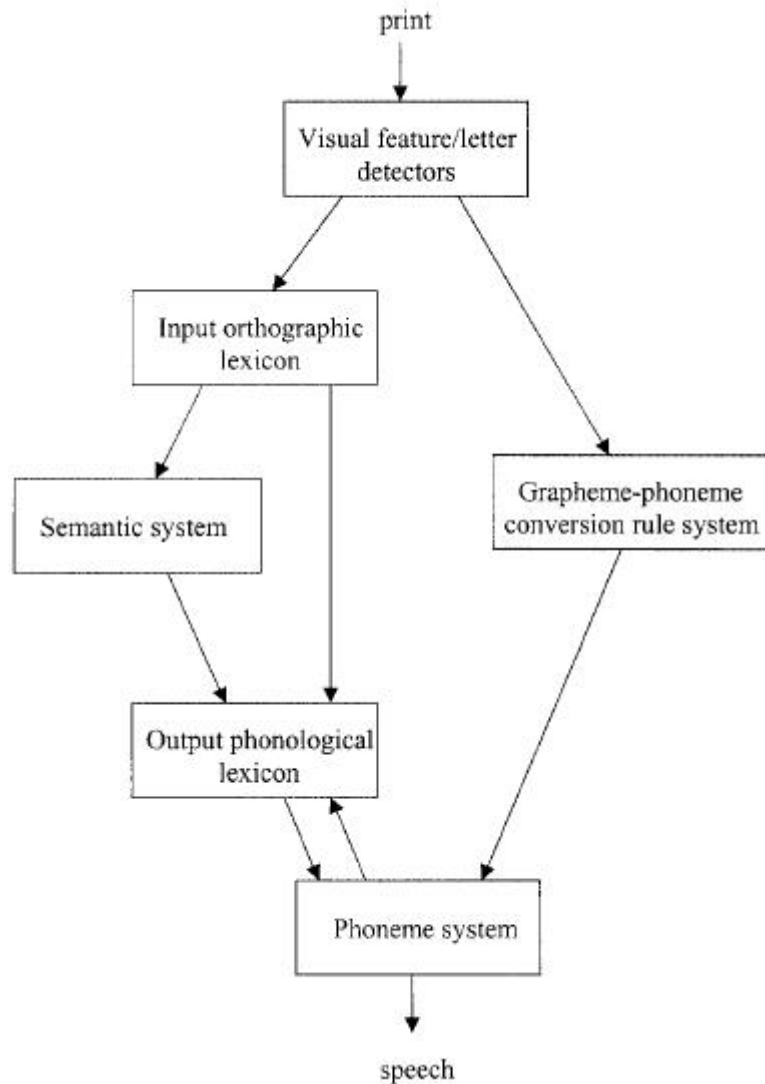 print
Visual feature/letter
detectors
Input orthographic
lexicon
Semantic system
Grapheme-phoneme
conversion rule system
Output phonological
lexicon
Phoneme system
speech